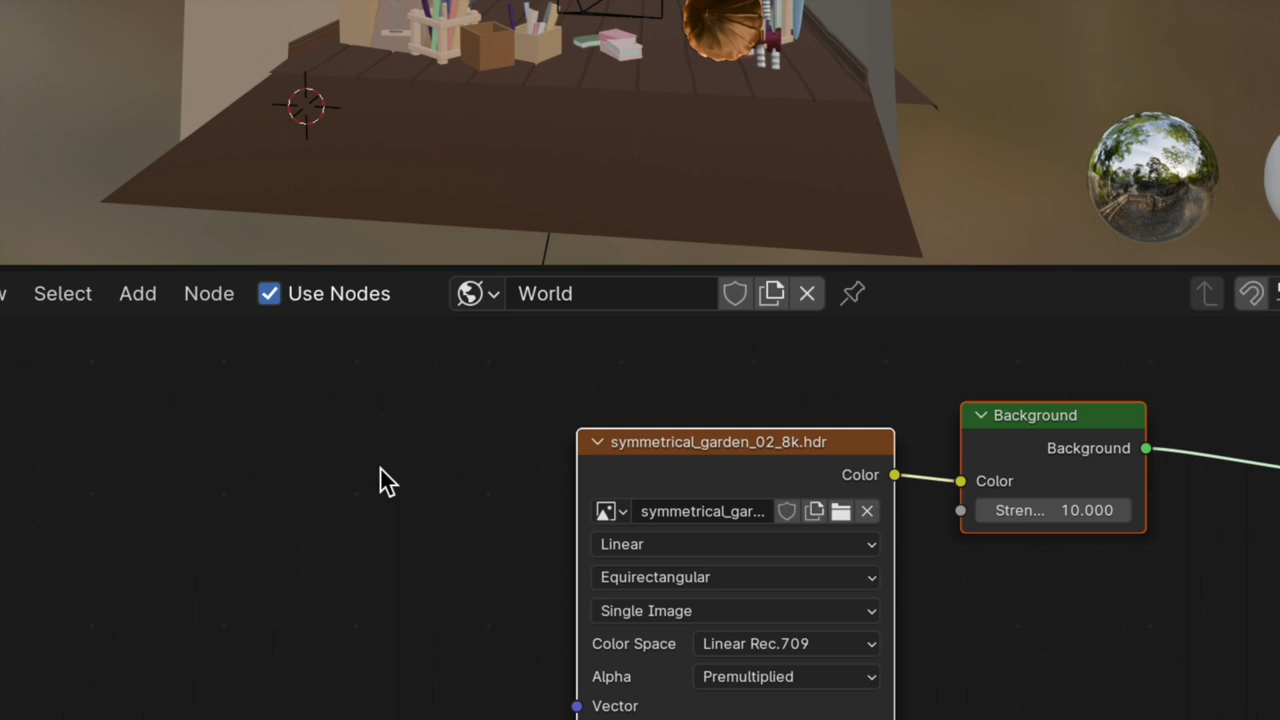 Select Add Node Use Nodes World
Background
Background
Color
Stren... 10.000
symmetrical_garden_02_8k.hdr
Color
symmetrical_gar...
Linear
Equirectangular
Single Image
Color Space Linear Rec.709
Alpha Premultiplied
Vector